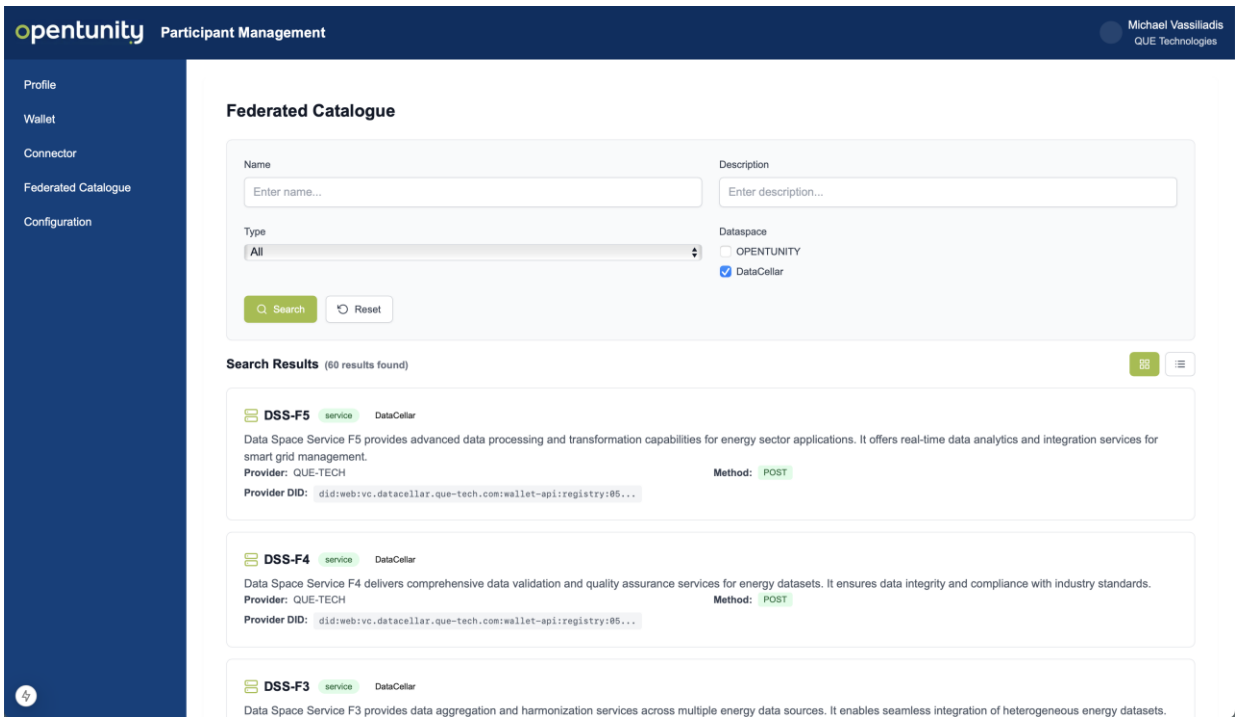 opentunity Participant Management
Michael Vassiliadis
QUE Technologies
Profile
Wallet
Connector
Federated Catalogue
Configuration
Federated Catalogue
Name
Enter name...
Description
Enter description...
Type
All
Dataspace
OPENTUNITY
DataCellar
Search
Reset
Search Results (60 results found)
DSS-F5 service DataCellar
Data Space Service F5 provides advanced data processing and transformation capabilities for energy sector applications. It offers real-time data analytics and integration services for
smart grid management.
Provider: QUE-TECH Method: POST
Provider DID: did:web:vc.datacellar.que-tech.com:wallet-api:registry:05...
DSS-F4 service DataCellar
Data Space Service F4 delivers comprehensive data validation and quality assurance services for energy datasets. It ensures data integrity and compliance with industry standards.
Provider: QUE-TECH Method: POST
Provider DID: did:web:vc.datacellar.que-tech.com:wallet-api:registry:05...
DSS-F3 service DataCellar
Data Space Service F3 provides data aggregation and harmonization services across multiple energy data sources. It enables seamless integration of heterogeneous energy datasets.